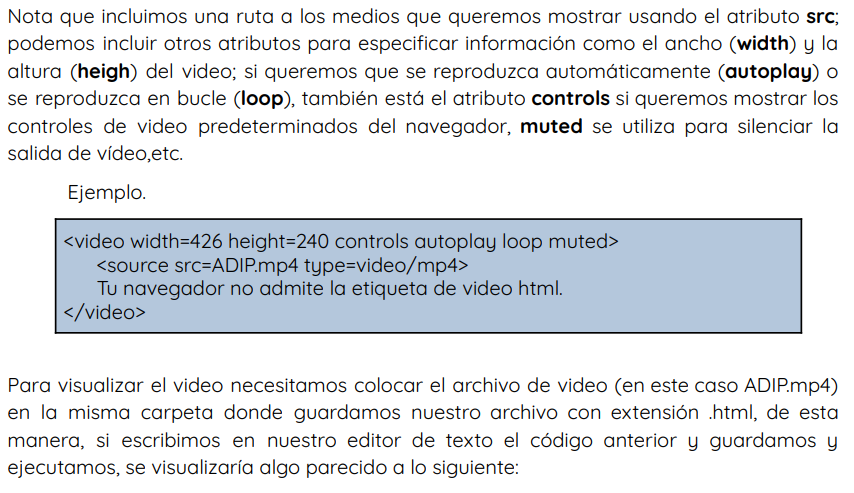 Nota que incluimos una ruta a los medios que queremos mostrar usando el atributo src;
podemos incluir otros atributos para especificar información como el ancho (width) y la
altura (heigh) del video; si queremos que se reproduzca automáticamente (autoplay) o
se reproduzca en bucle (loop), también está el atributo controls si queremos mostrar los
controles de video predeterminados del navegador, muted se utiliza para silenciar la
salida de vídeo,etc.
Ejemplo.
<video width=426 height=240 controls autoplay loop muted>
<source src=ADIP.mp4 type=video/mp4>
Tu navegador no admite la etiqueta de video html.
</video>
Para visualizar el video necesitamos colocar el archivo de video (en este caso ADIP.mp4)
en la misma carpeta donde guardamos nuestro archivo con extensión .html, de esta
manera, si escribimos en nuestro editor de texto el código anterior y guardamos y
ejecutamos, se visualizaría algo parecido a lo siguiente: